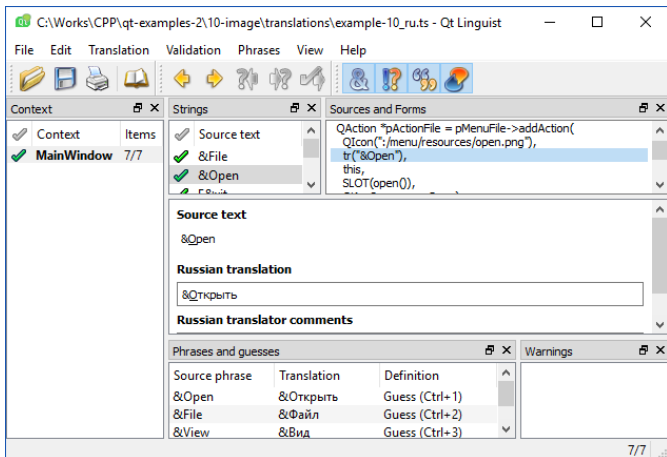 C:\Works\CPP\qt-examples-2\10-image\translations\example-10_ru.ts - Qt Linguist
File Edit Translation Validation Phrases View Help
Context
Context Items
MainWindow 7/7
Strings
Source text
&File
&Open
E&xit
Sources and Forms
QAction *pActionFile = pMenuFile->addAction(
QIcon(":/menu/resources/open.png"),
tr("&Open"),
this,
SLOT(open()),
Source text
&Open
Russian translation
&Открыть
Russian translator comments
Phrases and guesses
Source phrase Translation Definition
&Open &Открыть Guess (Ctrl+1)
&File &Файл Guess (Ctrl+2)
&View &Вид Guess (Ctrl+3)
Warnings
7/7